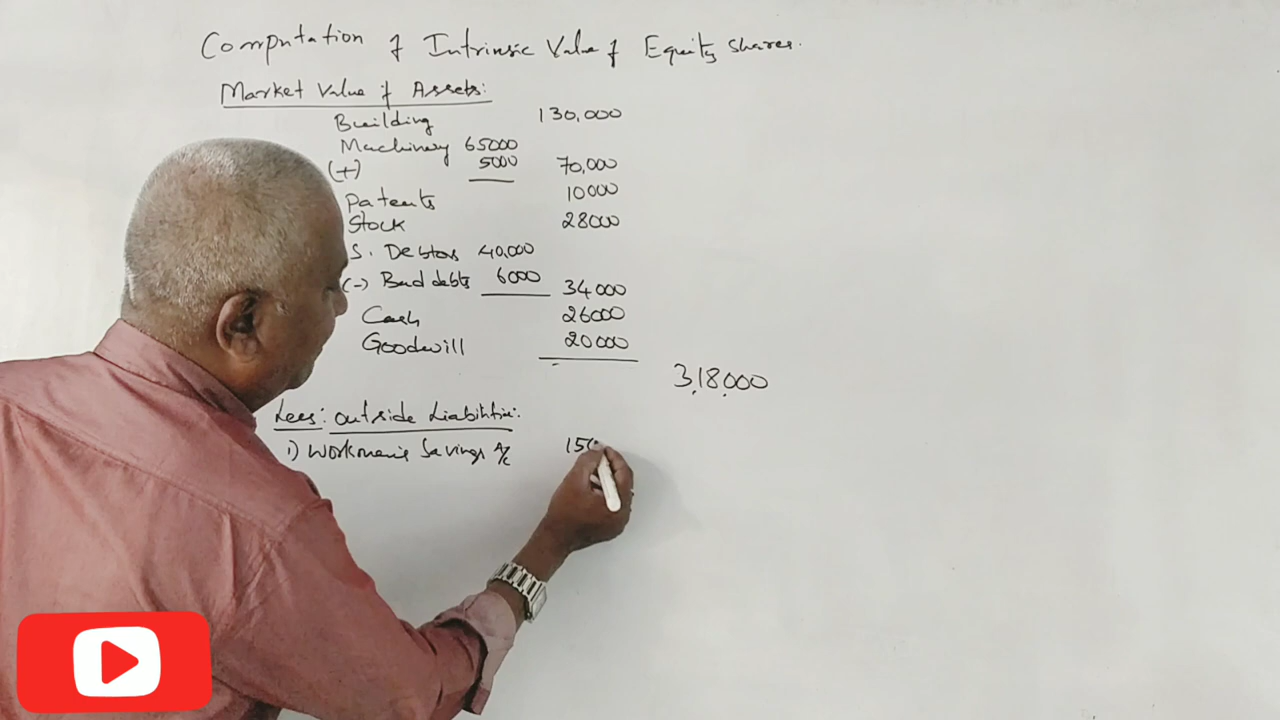 Computation of Intrinsic Value of Equity shares.
Market Value of Assets:
Building 130,000
Machinery 65000
(+) 5000 70,000
Patents 10000
Stock 28000
S. Debtors 40,000
(-) Bad debts 6000 34000
Cash 26000
Goodwill 20000
3,18,000
Less: outside Liabilities:
1) Workmen's Savings A/c 150